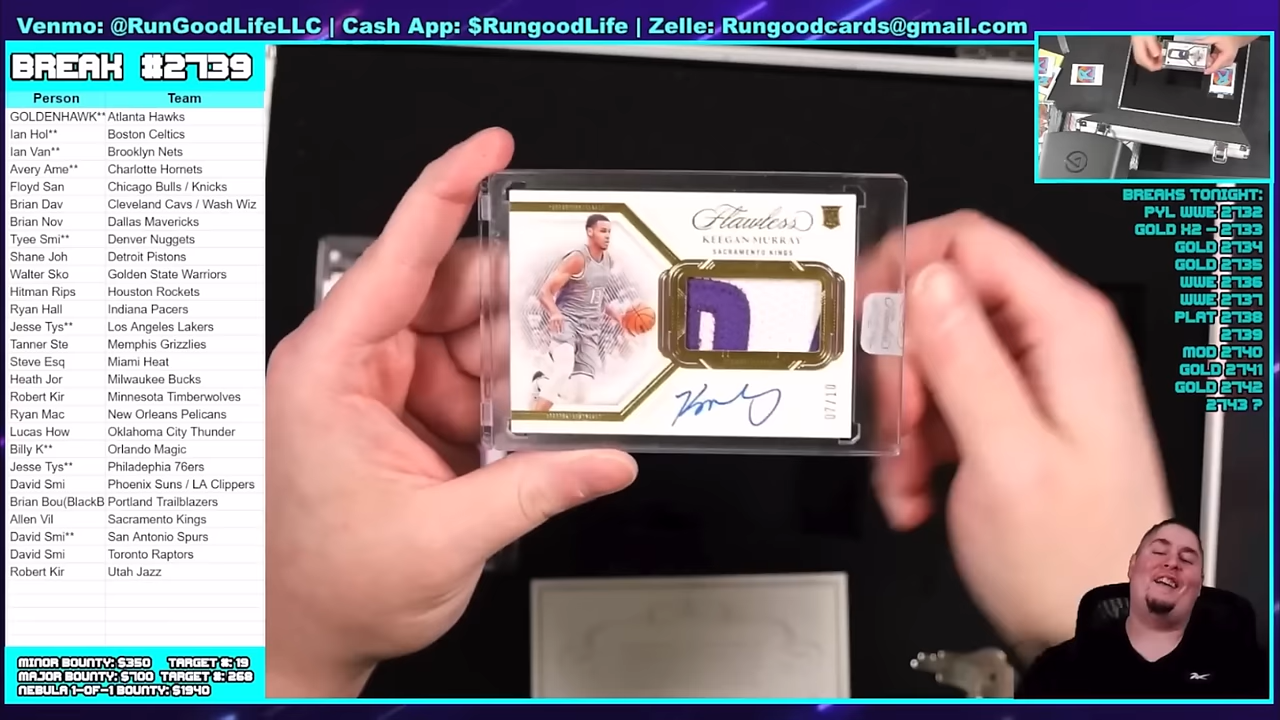 Venmo: @RunGoodLifeLLC | Cash App: $RungoodLife | Zelle: Rungoodcards@gmail.com
BREAK #2739
Person Team
GOLDENHAWK** Atlanta Hawks
Ian Hol** Boston Celtics
Ian Van** Brooklyn Nets
Avery Ame** Charlotte Hornets
Floyd San Chicago Bulls / Knicks
Brian Dav Cleveland Cavs / Wash Wiz
Brian Nov Dallas Mavericks
Tyee Smi** Denver Nuggets
Shane Joh Detroit Pistons
Walter Sko Golden State Warriors
Hitman Rips Houston Rockets
Ryan Hall Indiana Pacers
Jesse Tys** Los Angeles Lakers
Tanner Ste Memphis Grizzlies
Steve Esq Miami Heat
Heath Jor Milwaukee Bucks
Robert Kir Minnesota Timberwolves
Ryan Mac New Orleans Pelicans
Lucas How Oklahoma City Thunder
Billy K** Orlando Magic
Jesse Tys** Philadephia 76ers
David Smi Phoenix Suns / LA Clippers
Brian Bou(BlackB Portland Trailblazers
Allen Vil Sacramento Kings
David Smi** San Antonio Spurs
David Smi Toronto Raptors
Robert Kir Utah Jazz
MINOR BOUNTY: $350 TARGET #: 19
MAJOR BOUNTY: $700 TARGET #: 268
NEBULA 1-OF-1 BOUNTY: $1940
Flawless
KEEGAN MURRAY
SACRAMENTO KINGS
07/10
BREAKS TONIGHT:
PYL WWE 2732
GOLD H2 - 2733
GOLD 2734
GOLD 2735
WWE 2736
WWE 2737
PLAT 2738
2739
MOD 2740
GOLD 2741
GOLD 2742
2743 ?